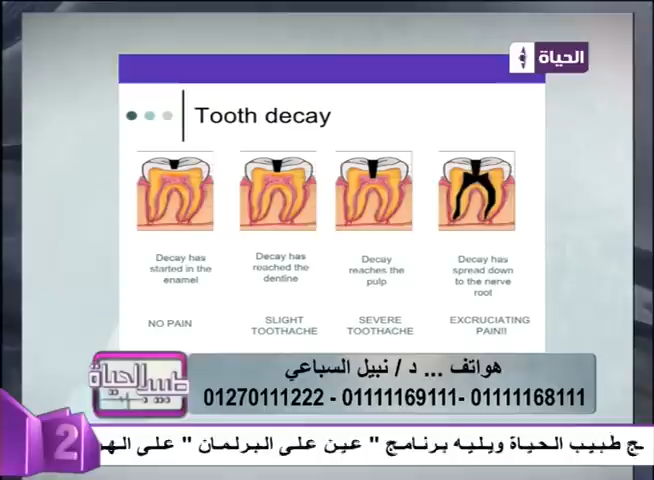 الحياة
Tooth decay
Decay has
started in the
enamel
Decay has
reached the
dentine
Decay
reaches the
pulp
Decay has
spread down
to the nerve
root
NO PAIN
SLIGHT
TOOTHACHE
SEVERE
TOOTHACHE
EXCRUCIATING
PAIN!!
طبيب الحياة
هواتف ... د / نبيل السباعي
01270111222 - 01111169111- 01111168111
2
ج طبيب الحياة ويليه برنامج " عين على البرلمان " على